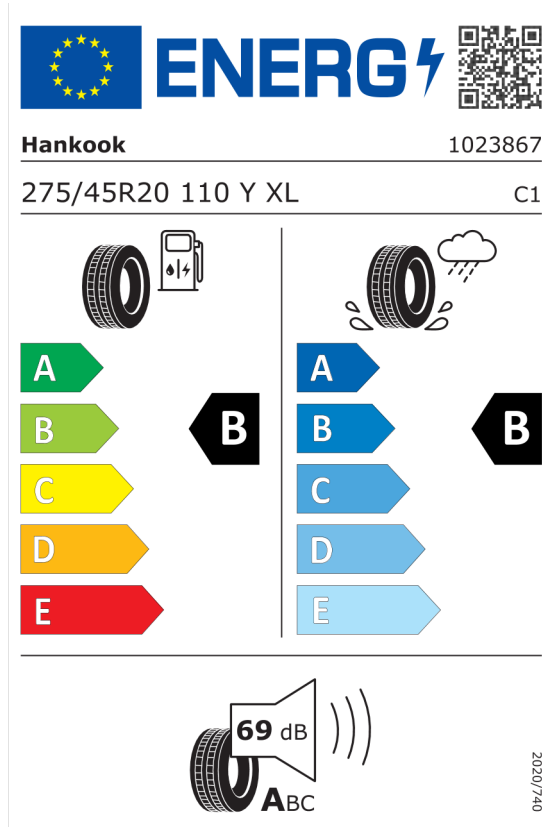 ENERG
Hankook 1023867
275/45R20 110 Y XL C1
A
B
C
D
E
B
A
B
C
D
E
B
69 dB
ABC
2020/740